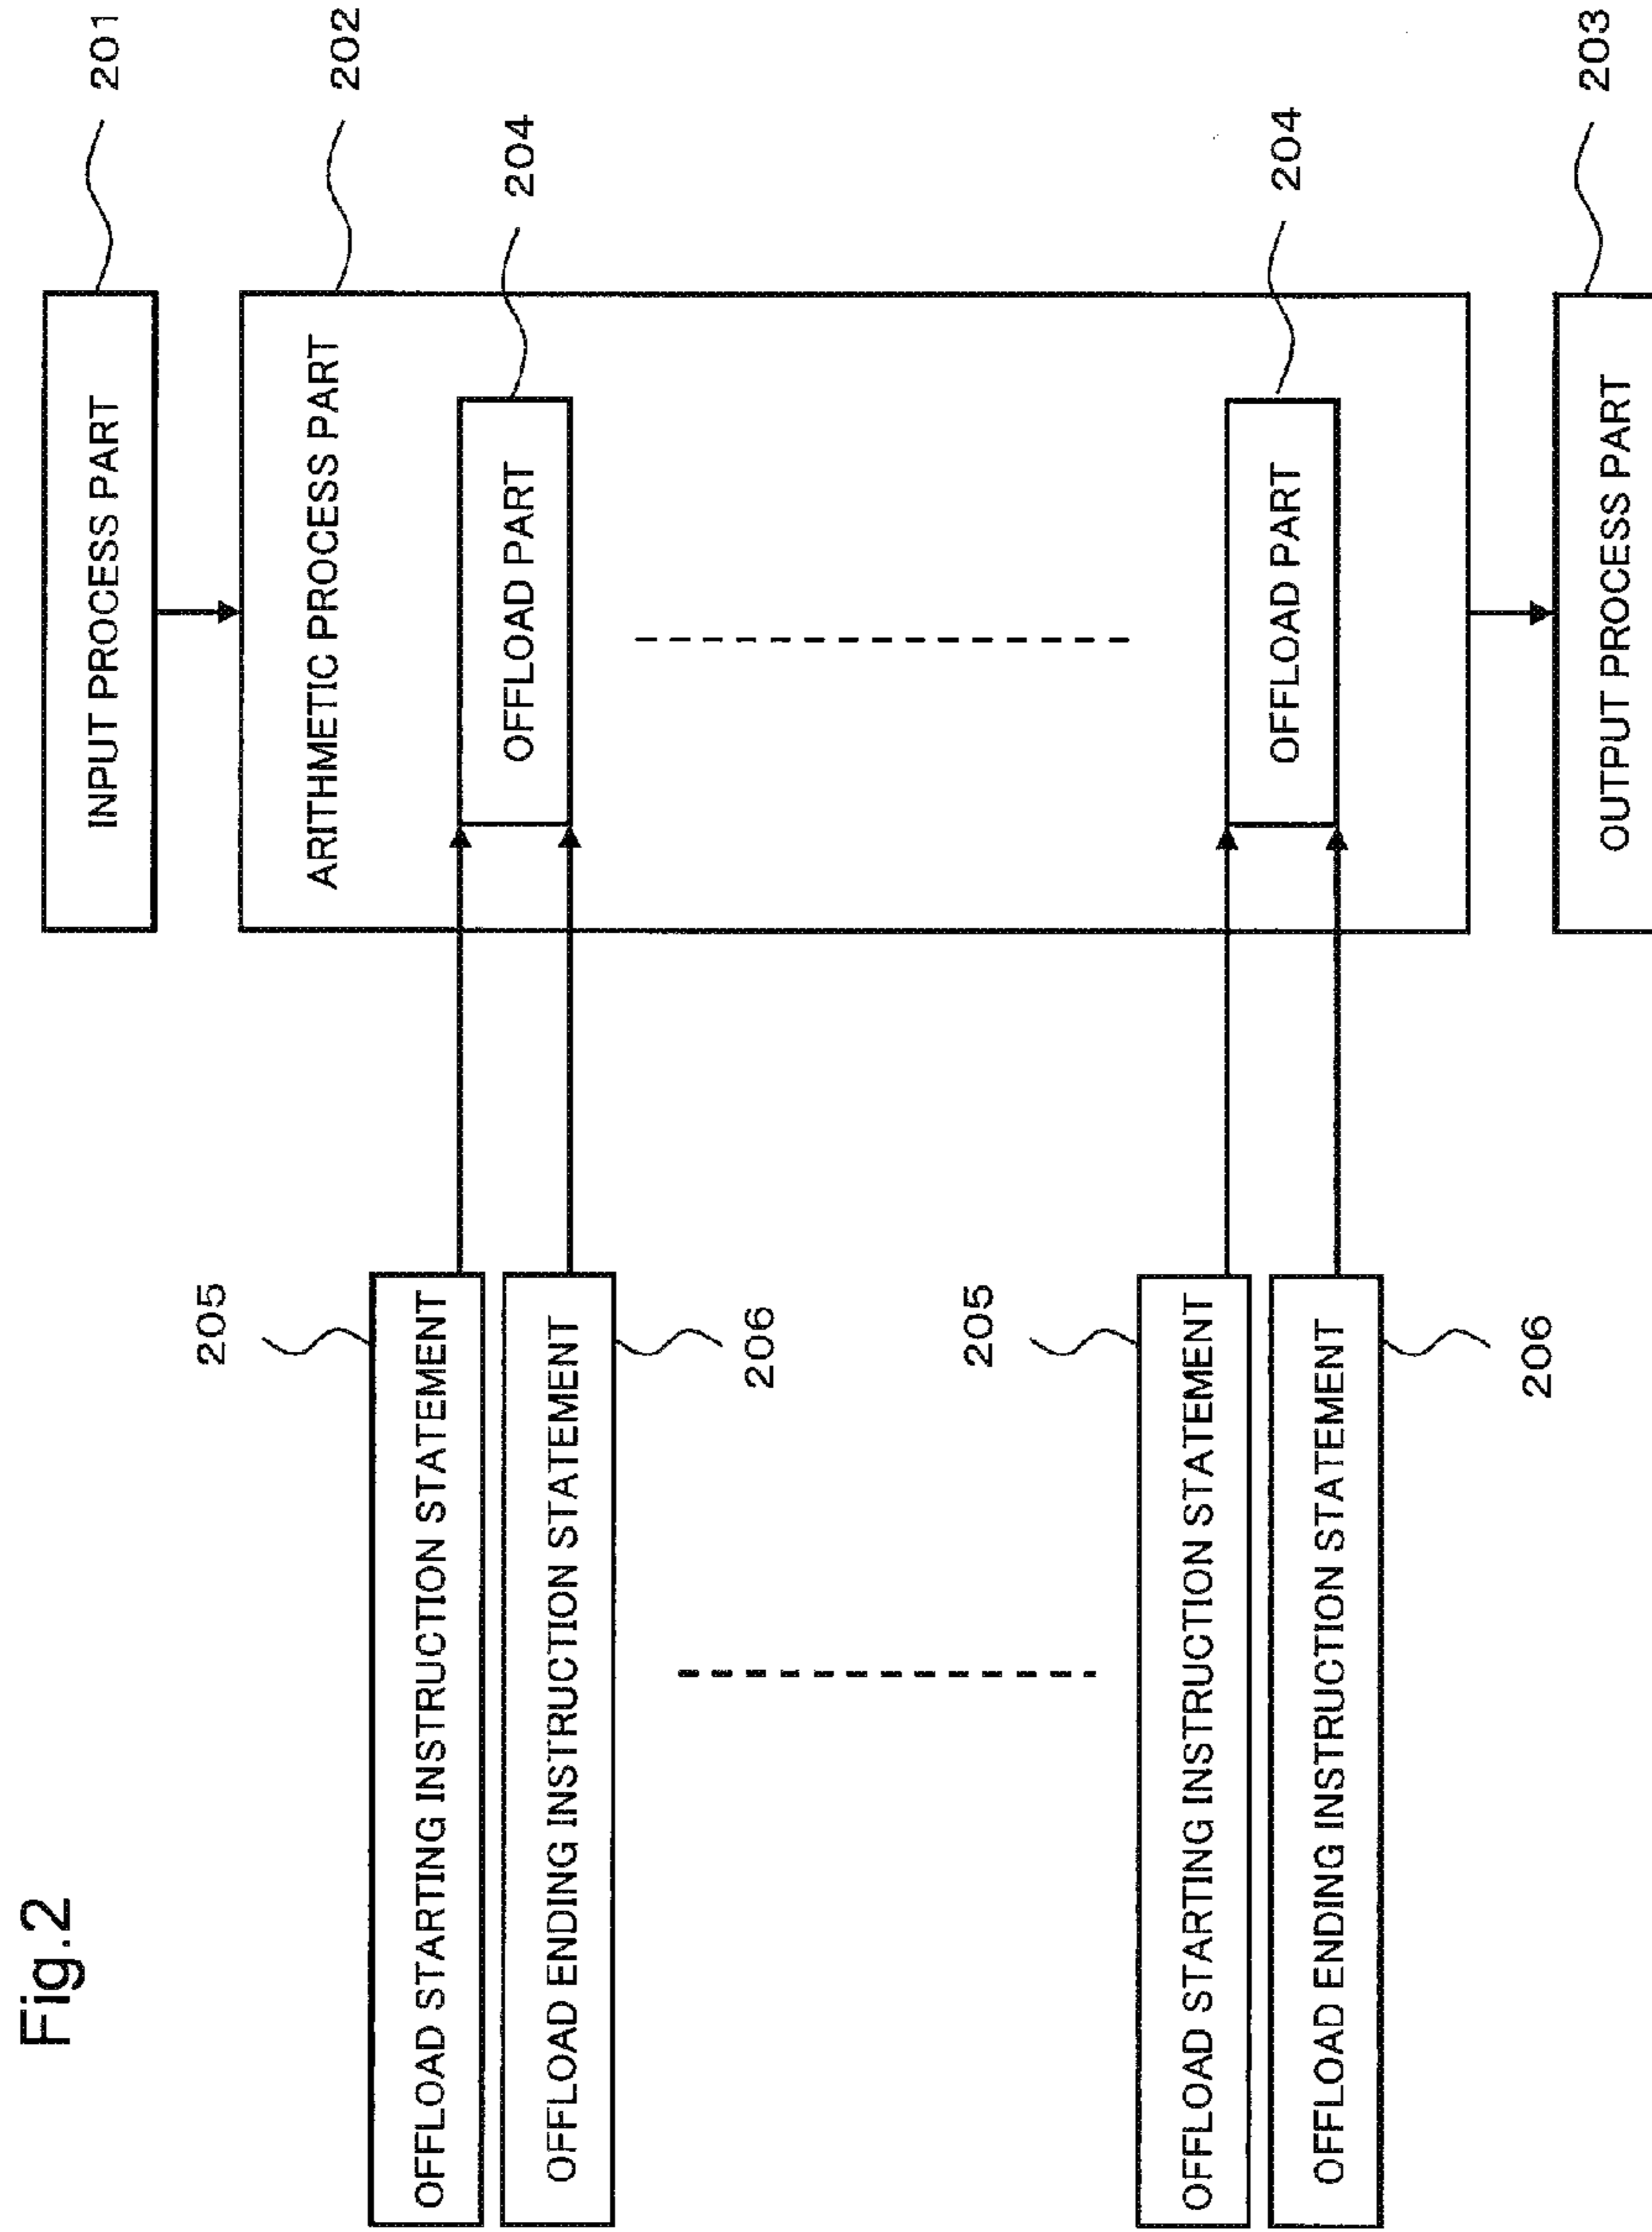 Fig.2
INPUT PROCESS PART
201
205
ARITHMETIC PROCESS PART
202
OFFLOAD STARTING INSTRUCTION STATEMENT
OFFLOAD PART
204
OFFLOAD ENDING INSTRUCTION STATEMENT
206
205
OFFLOAD STARTING INSTRUCTION STATEMENT
OFFLOAD PART
204
OFFLOAD ENDING INSTRUCTION STATEMENT
206
OUTPUT PROCESS PART
203